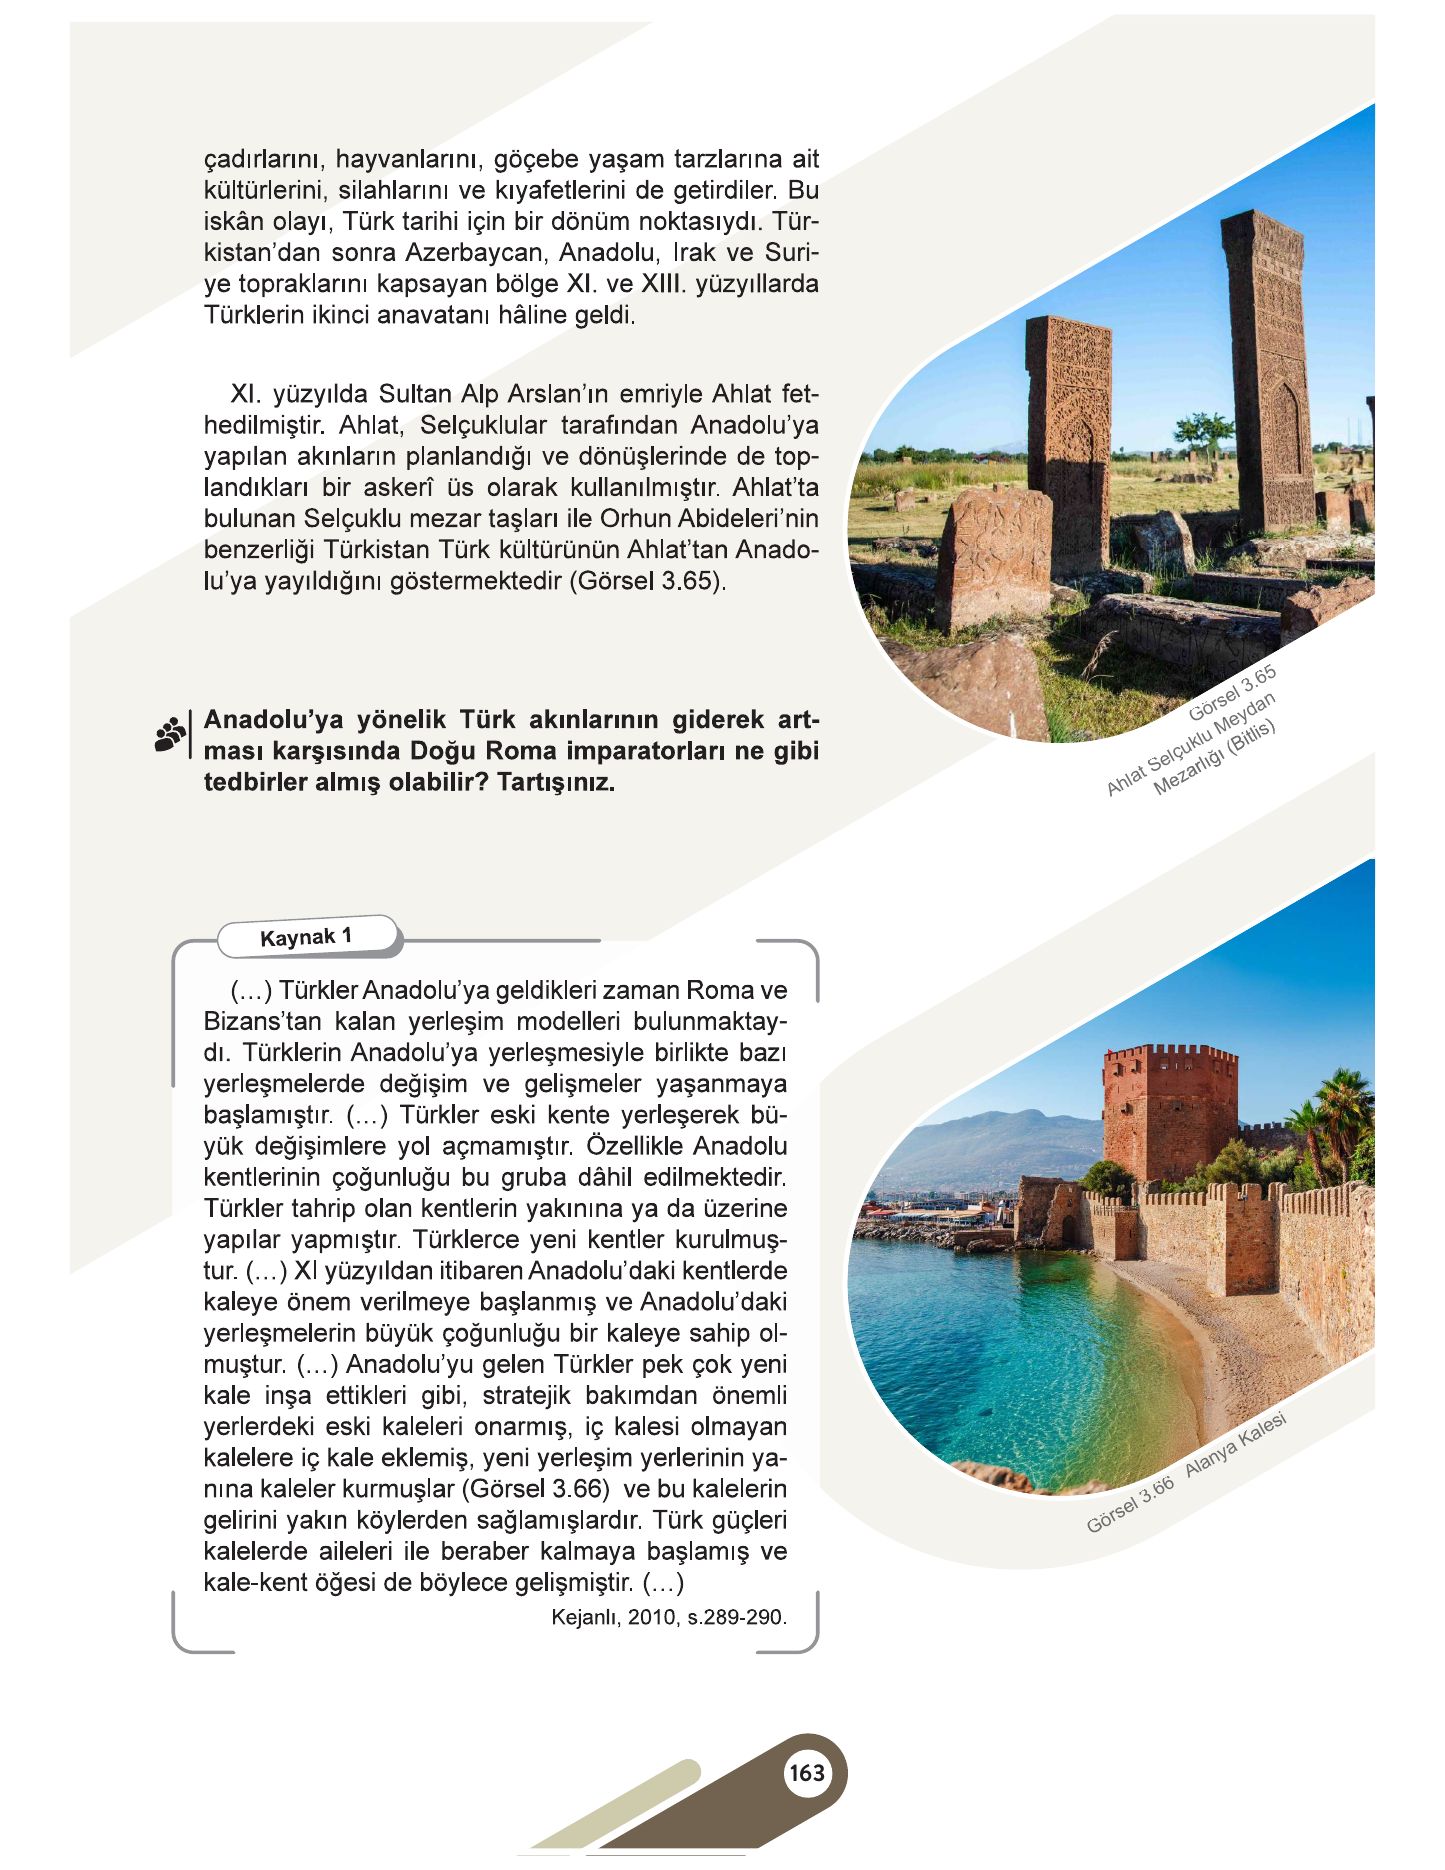 çadırlarını, hayvanlarını, göçebe yaşam tarzlarına ait
kültürlerini, silahlarını ve kıyafetlerini de getirdiler. Bu
iskân olayı, Türk tarihi için bir dönüm noktasıydı. Tür-
kistan’dan sonra Azerbaycan, Anadolu, Irak ve Suri-
ye topraklarını kapsayan bölge XI. ve XIII. yüzyıllarda
Türklerin ikinci anavatanı hâline geldi.
XI. yüzyılda Sultan Alp Arslan’ın emriyle Ahlat fet-
hedilmiştir. Ahlat, Selçuklular tarafından Anadolu’ya
yapılan akınların planlandığı ve dönüşlerinde de top-
landıkları bir askerî üs olarak kullanılmıştır. Ahlat’ta
bulunan Selçuklu mezar taşları ile Orhun Abideleri’nin
benzerliği Türkistan Türk kültürünün Ahlat’tan Anado-
lu’ya yayıldığını göstermektedir (Görsel 3.65).
Görsel 3.65
Ahlat Selçuklu Meydan
Mezarlığı (Bitlis)
Anadolu’ya yönelik Türk akınlarının giderek art-
ması karşısında Doğu Roma imparatorları ne gibi
tedbirler almış olabilir? Tartışınız.
Kaynak 1
(…) Türkler Anadolu’ya geldikleri zaman Roma ve
Bizans’tan kalan yerleşim modelleri bulunmaktay-
dı. Türklerin Anadolu’ya yerleşmesiyle birlikte bazı
yerleşmelerde değişim ve gelişmeler yaşanmaya
başlamıştır. (…) Türkler eski kente yerleşerek bü-
yük değişimlere yol açmamıştır. Özellikle Anadolu
kentlerinin çoğunluğu bu gruba dâhil edilmektedir.
Türkler tahrip olan kentlerin yakınına ya da üzerine
yapılar yapmıştır. Türklerce yeni kentler kurulmuş-
tur. (…) XI yüzyıldan itibaren Anadolu’daki kentlerde
kaleye önem verilmeye başlanmış ve Anadolu’daki
yerleşmelerin büyük çoğunluğu bir kaleye sahip ol-
muştur. (…) Anadolu’yu gelen Türkler pek çok yeni
kale inşa ettikleri gibi, stratejik bakımdan önemli
yerlerdeki eski kaleleri onarmış, iç kalesi olmayan
kalelere iç kale eklemiş, yeni yerleşim yerlerinin ya-
nına kaleler kurmuşlar (Görsel 3.66) ve bu kalelerin
gelirini yakın köylerden sağlamışlardır. Türk güçleri
kalelerde aileleri ile beraber kalmaya başlamış ve
kale-kent öğesi de böylece gelişmiştir. (…)
Kejanlı, 2010, s.289-290.
Görsel 3.66 Alanya Kalesi
163